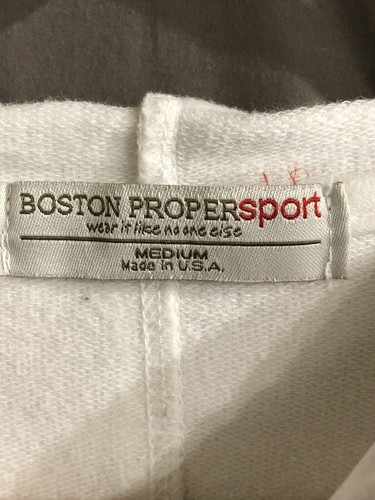 BOSTON PROPERsport
wear it like no one else
MEDIUM
Made in U.S.A.